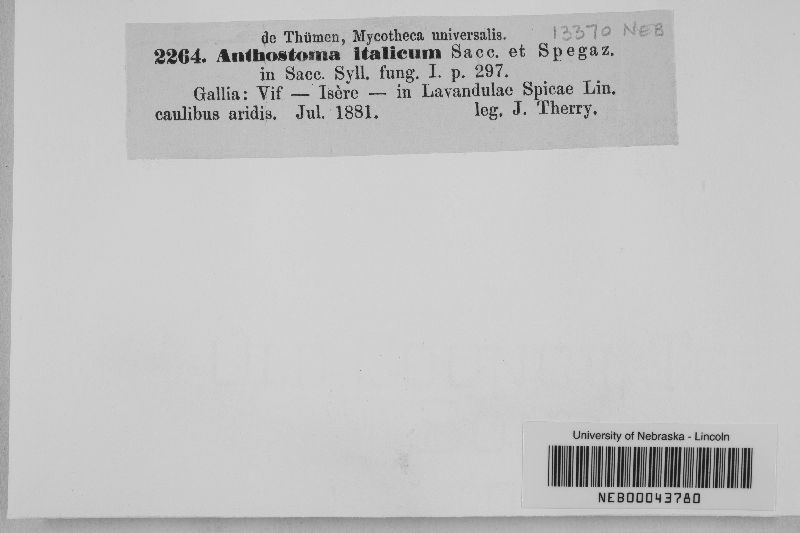 de Thümen, Mycotheca universalis. 13370 NEB
2264. Anthostoma italicum Sacc. et Spegaz.
in Sacc. Syll. fung. I. p. 297.
Gallia: Vif — Isère — in Lavandulae Spicae Lin.
caulibus aridis. Jul. 1881. leg. J. Therry.
University of Nebraska - Lincoln
NEB00043780